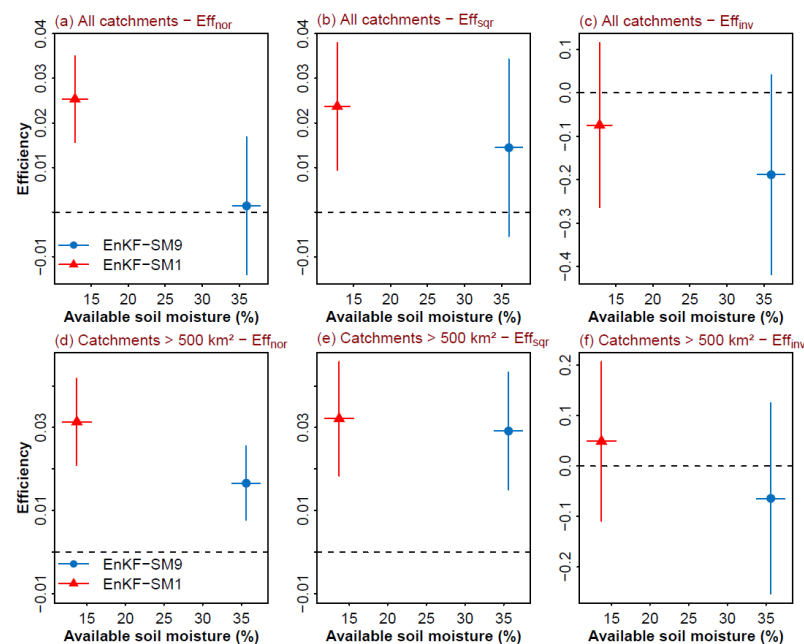 (a) All catchments − Effnor
(b) All catchments − Effsqr
(c) All catchments − Effinv
Efficiency
−0.01 0.01 0.02 0.03 0.04
−0.01 0.01 0.02 0.03 0.04
−0.4 −0.3 −0.2 −0.1 0.0 0.1
EnKF−SM9
EnKF−SM1
15 20 25 30 35
15 20 25 30 35
15 20 25 30 35
Available soil moisture (%)
Available soil moisture (%)
Available soil moisture (%)
(d) Catchments > 500 km² − Effnor
(e) Catchments > 500 km² − Effsqr
(f) Catchments > 500 km² − Effinv
Efficiency
−0.01 0.01 0.03
−0.01 0.01 0.03
−0.2 −0.1 0.0 0.1 0.2
EnKF−SM9
EnKF−SM1
15 20 25 30 35
15 20 25 30 35
15 20 25 30 35
Available soil moisture (%)
Available soil moisture (%)
Available soil moisture (%)